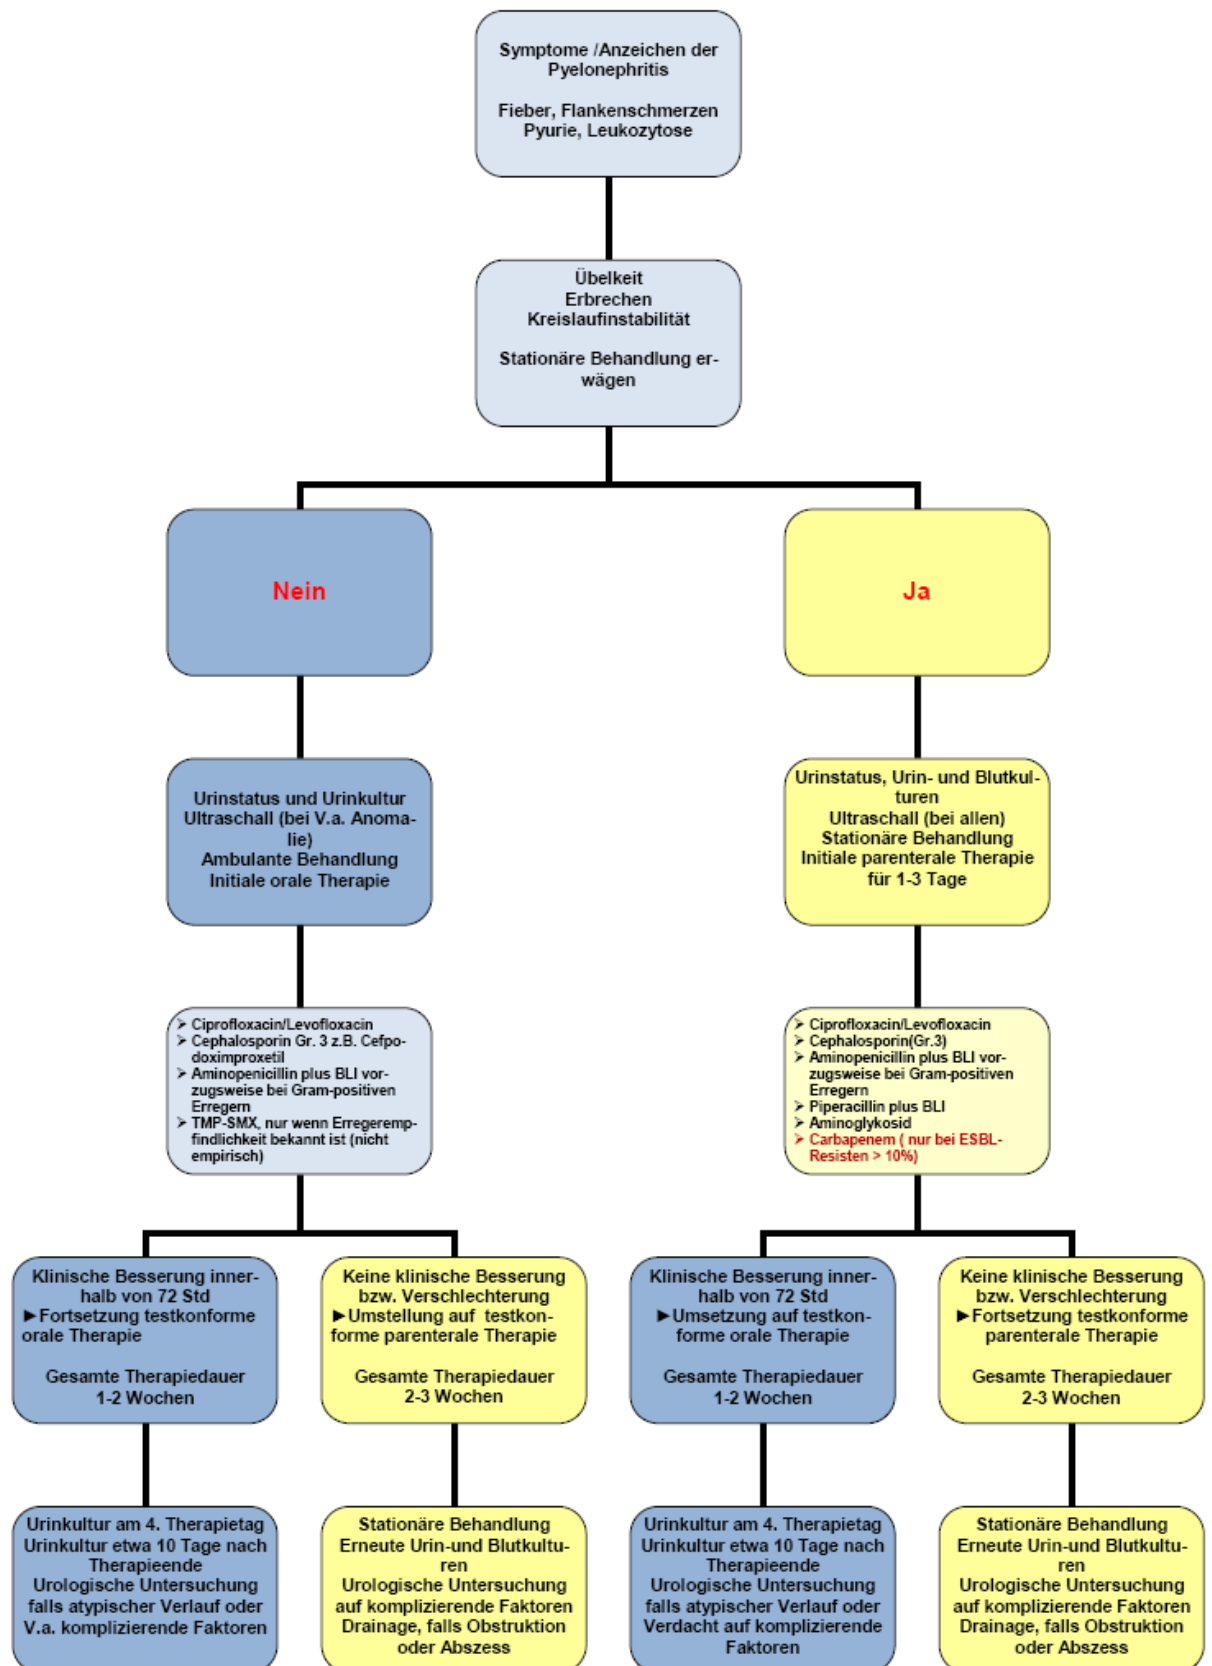 Symptome /Anzeichen der
Pyelonephritis
Fieber, Flankenschmerzen
Pyurie, Leukozytose
Übelkeit
Erbrechen
Kreislaufinstabilität
Stationäre Behandlung er-
wägen
Nein
Ja
Urinstatus und Urinkultur
Ultraschall (bei V.a. Anoma-
lie)
Ambulante Behandlung
Initiale orale Therapie
Urinstatus, Urin- und Blutkul-
turen
Ultraschall (bei allen)
Stationäre Behandlung
Initiale parenterale Therapie
für 1-3 Tage
➢ Ciprofloxacin/Levofloxacin
➢ Cephalosporin Gr. 3 z.B. Cefpo-
doximproxetil
➢ Aminopenicillin plus BLI vor-
zugsweise bei Gram-positiven
Erregern
➢ TMP-SMX, nur wenn Erregeremp-
findlichkeit bekannt ist (nicht
empirisch)
➢ Ciprofloxacin/Levofloxacin
➢ Cephalosporin(Gr.3)
➢ Aminopenicillin plus BLI vor-
zugsweise bei Gram-positiven
Erregern
➢ Piperacillin plus BLI
➢ Aminoglykosid
➢ Carbapenem ( nur bei ESBL-
Resisten > 10%)
Klinische Besserung inner-
halb von 72 Std
►Fortsetzung testkonforme
orale Therapie
Gesamte Therapiedauer
1-2 Wochen
Keine klinische Besserung
bzw. Verschlechterung
►Umstellung auf testkon-
forme parenterale Therapie
Gesamte Therapiedauer
2-3 Wochen
Klinische Besserung inner-
halb von 72 Std
►Umsetzung auf testkon-
forme orale Therapie
Gesamte Therapiedauer
1-2 Wochen
Keine klinische Besserung
bzw. Verschlechterung
►Fortsetzung testkonforme
parenterale Therapie
Gesamte Therapiedauer
2-3 Wochen
Urinkultur am 4. Therapietag
Urinkultur etwa 10 Tage nach
Therapieende
Urologische Untersuchung
falls atypischer Verlauf oder
V.a. komplizierende Faktoren
Stationäre Behandlung
Erneute Urin-und Blutkultu-
ren
Urologische Untersuchung
auf komplizierende Faktoren
Drainage, falls Obstruktion
oder Abszess
Urinkultur am 4. Therapietag
Urinkultur etwa 10 Tage nach
Therapieende
Urologische Untersuchung
falls atypischer Verlauf oder
Verdacht auf komplizierende
Faktoren
Stationäre Behandlung
Erneute Urin-und Blutkultu-
ren
Urologische Untersuchung
auf komplizierende Faktoren
Drainage, falls Obstruktion
oder Abszess